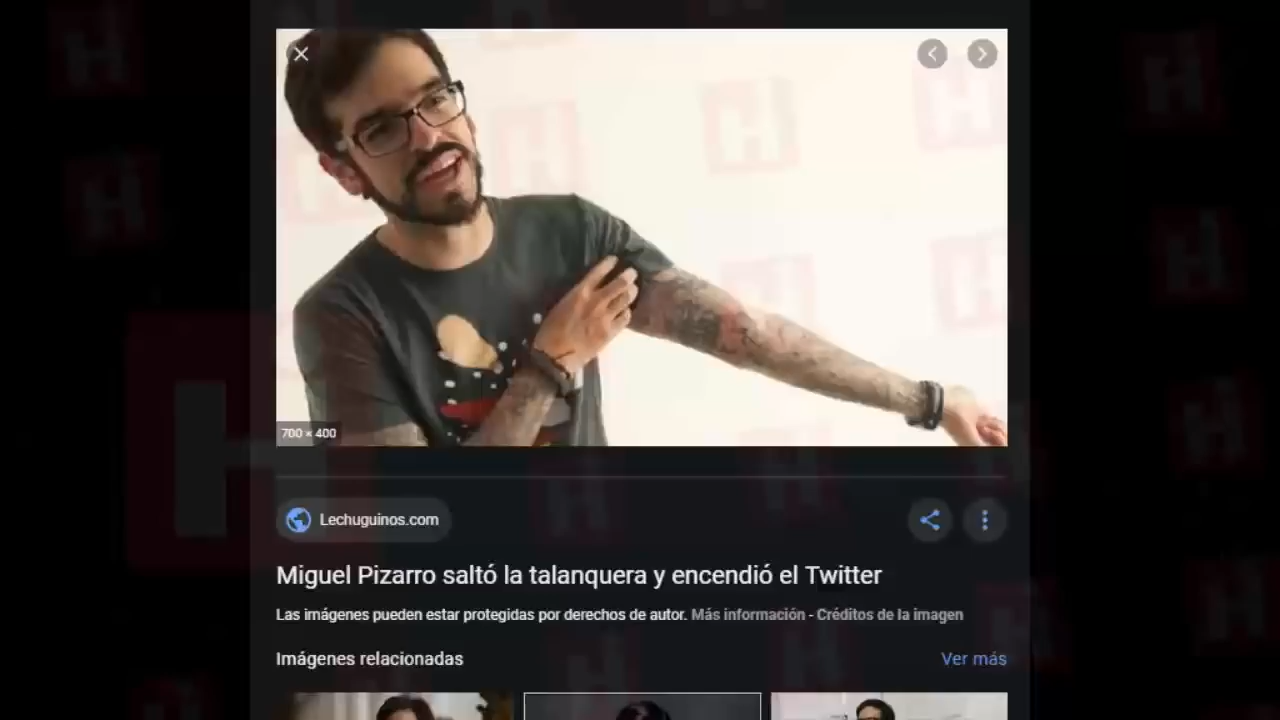 700 × 400
Lechuguinos.com
Miguel Pizarro saltó la talanquera y encendió el Twitter
Las imágenes pueden estar protegidas por derechos de autor. Más información - Créditos de la imagen
Imágenes relacionadas
Ver más